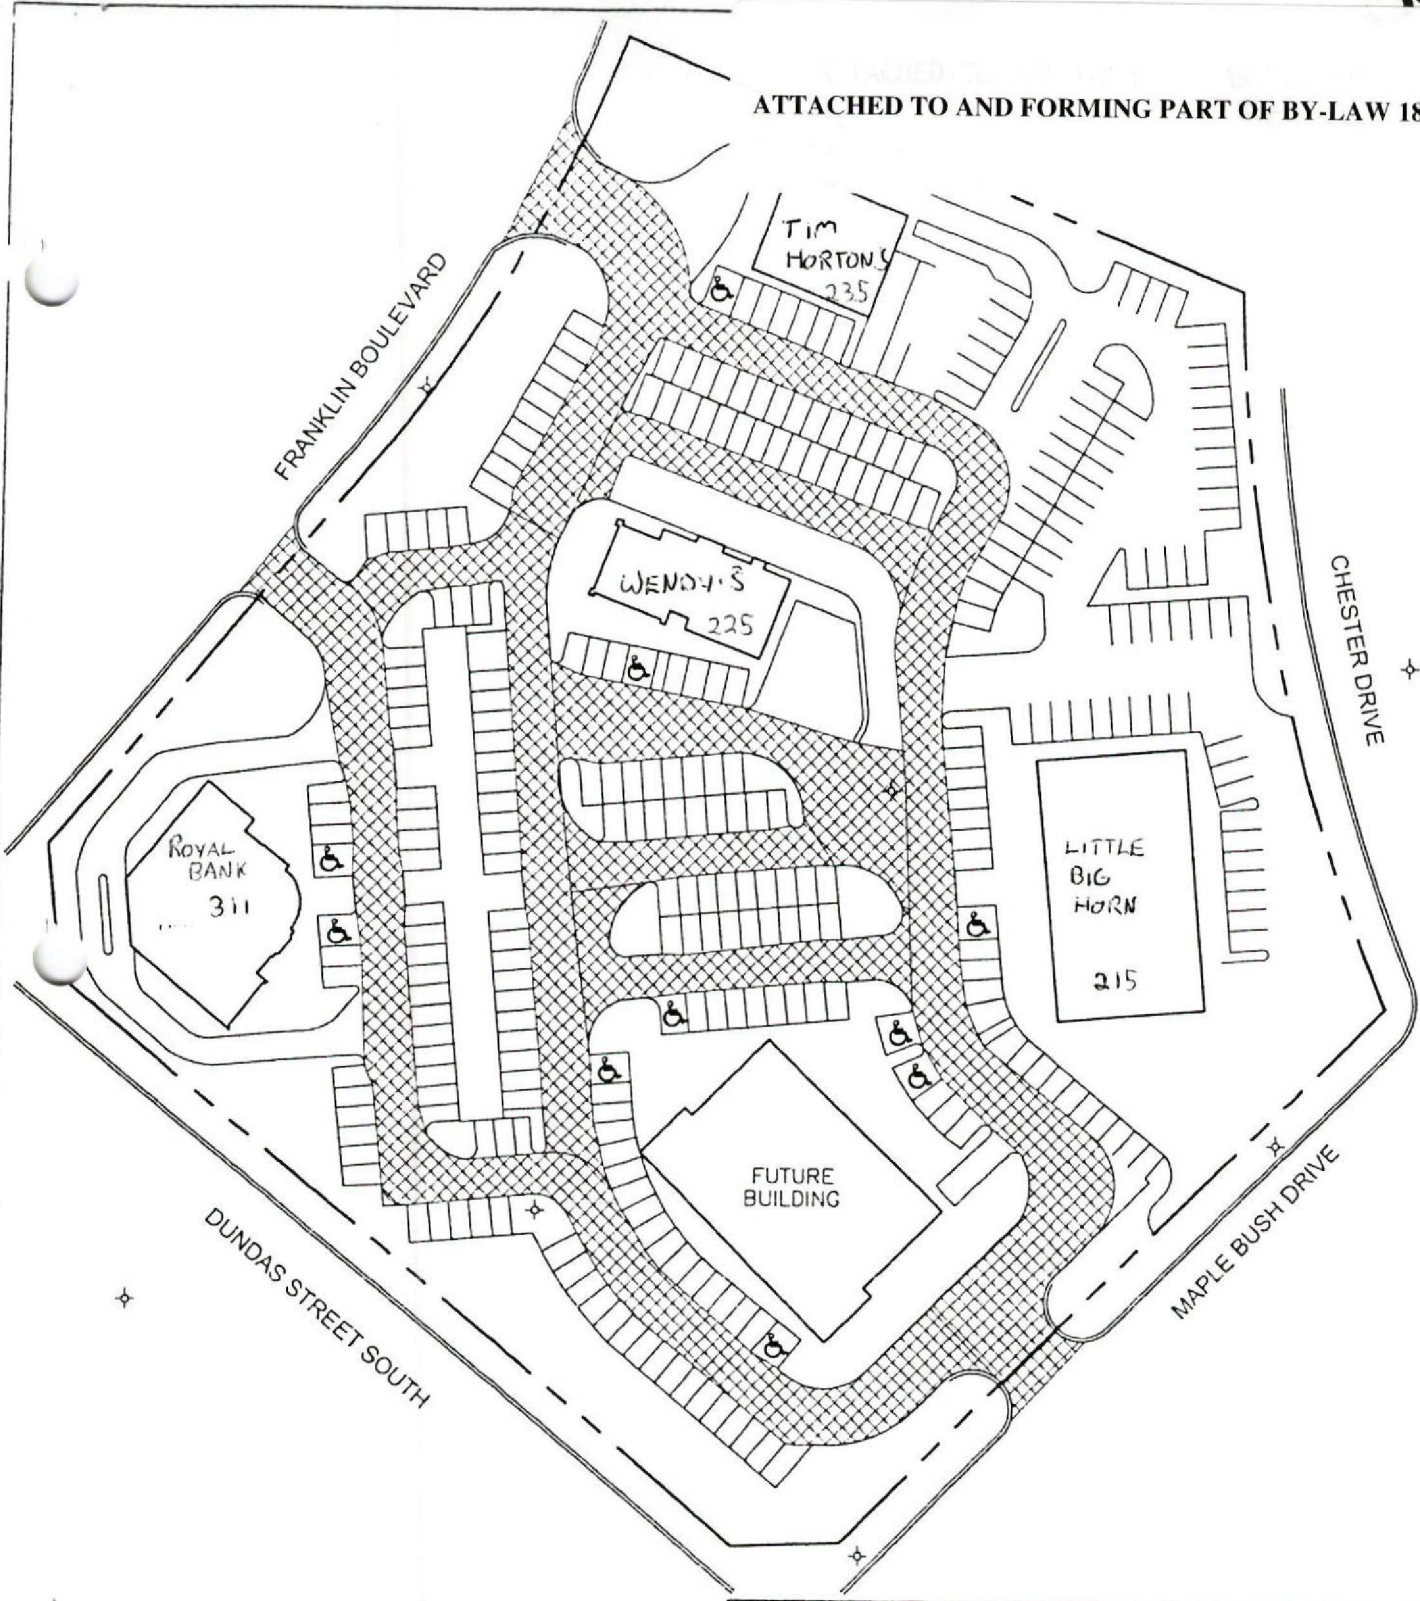 ATTACHED TO AND FORMING PART OF BY-LAW 18
TIM
HORTONS
235
FRANKLIN BOULEVARD
WENDY'S
225
CHESTER DRIVE
ROYAL
BANK
311
LITTLE
BIG
HORN
215
FUTURE
BUILDING
DUNDAS STREET SOUTH
MAPLE BUSH DRIVE